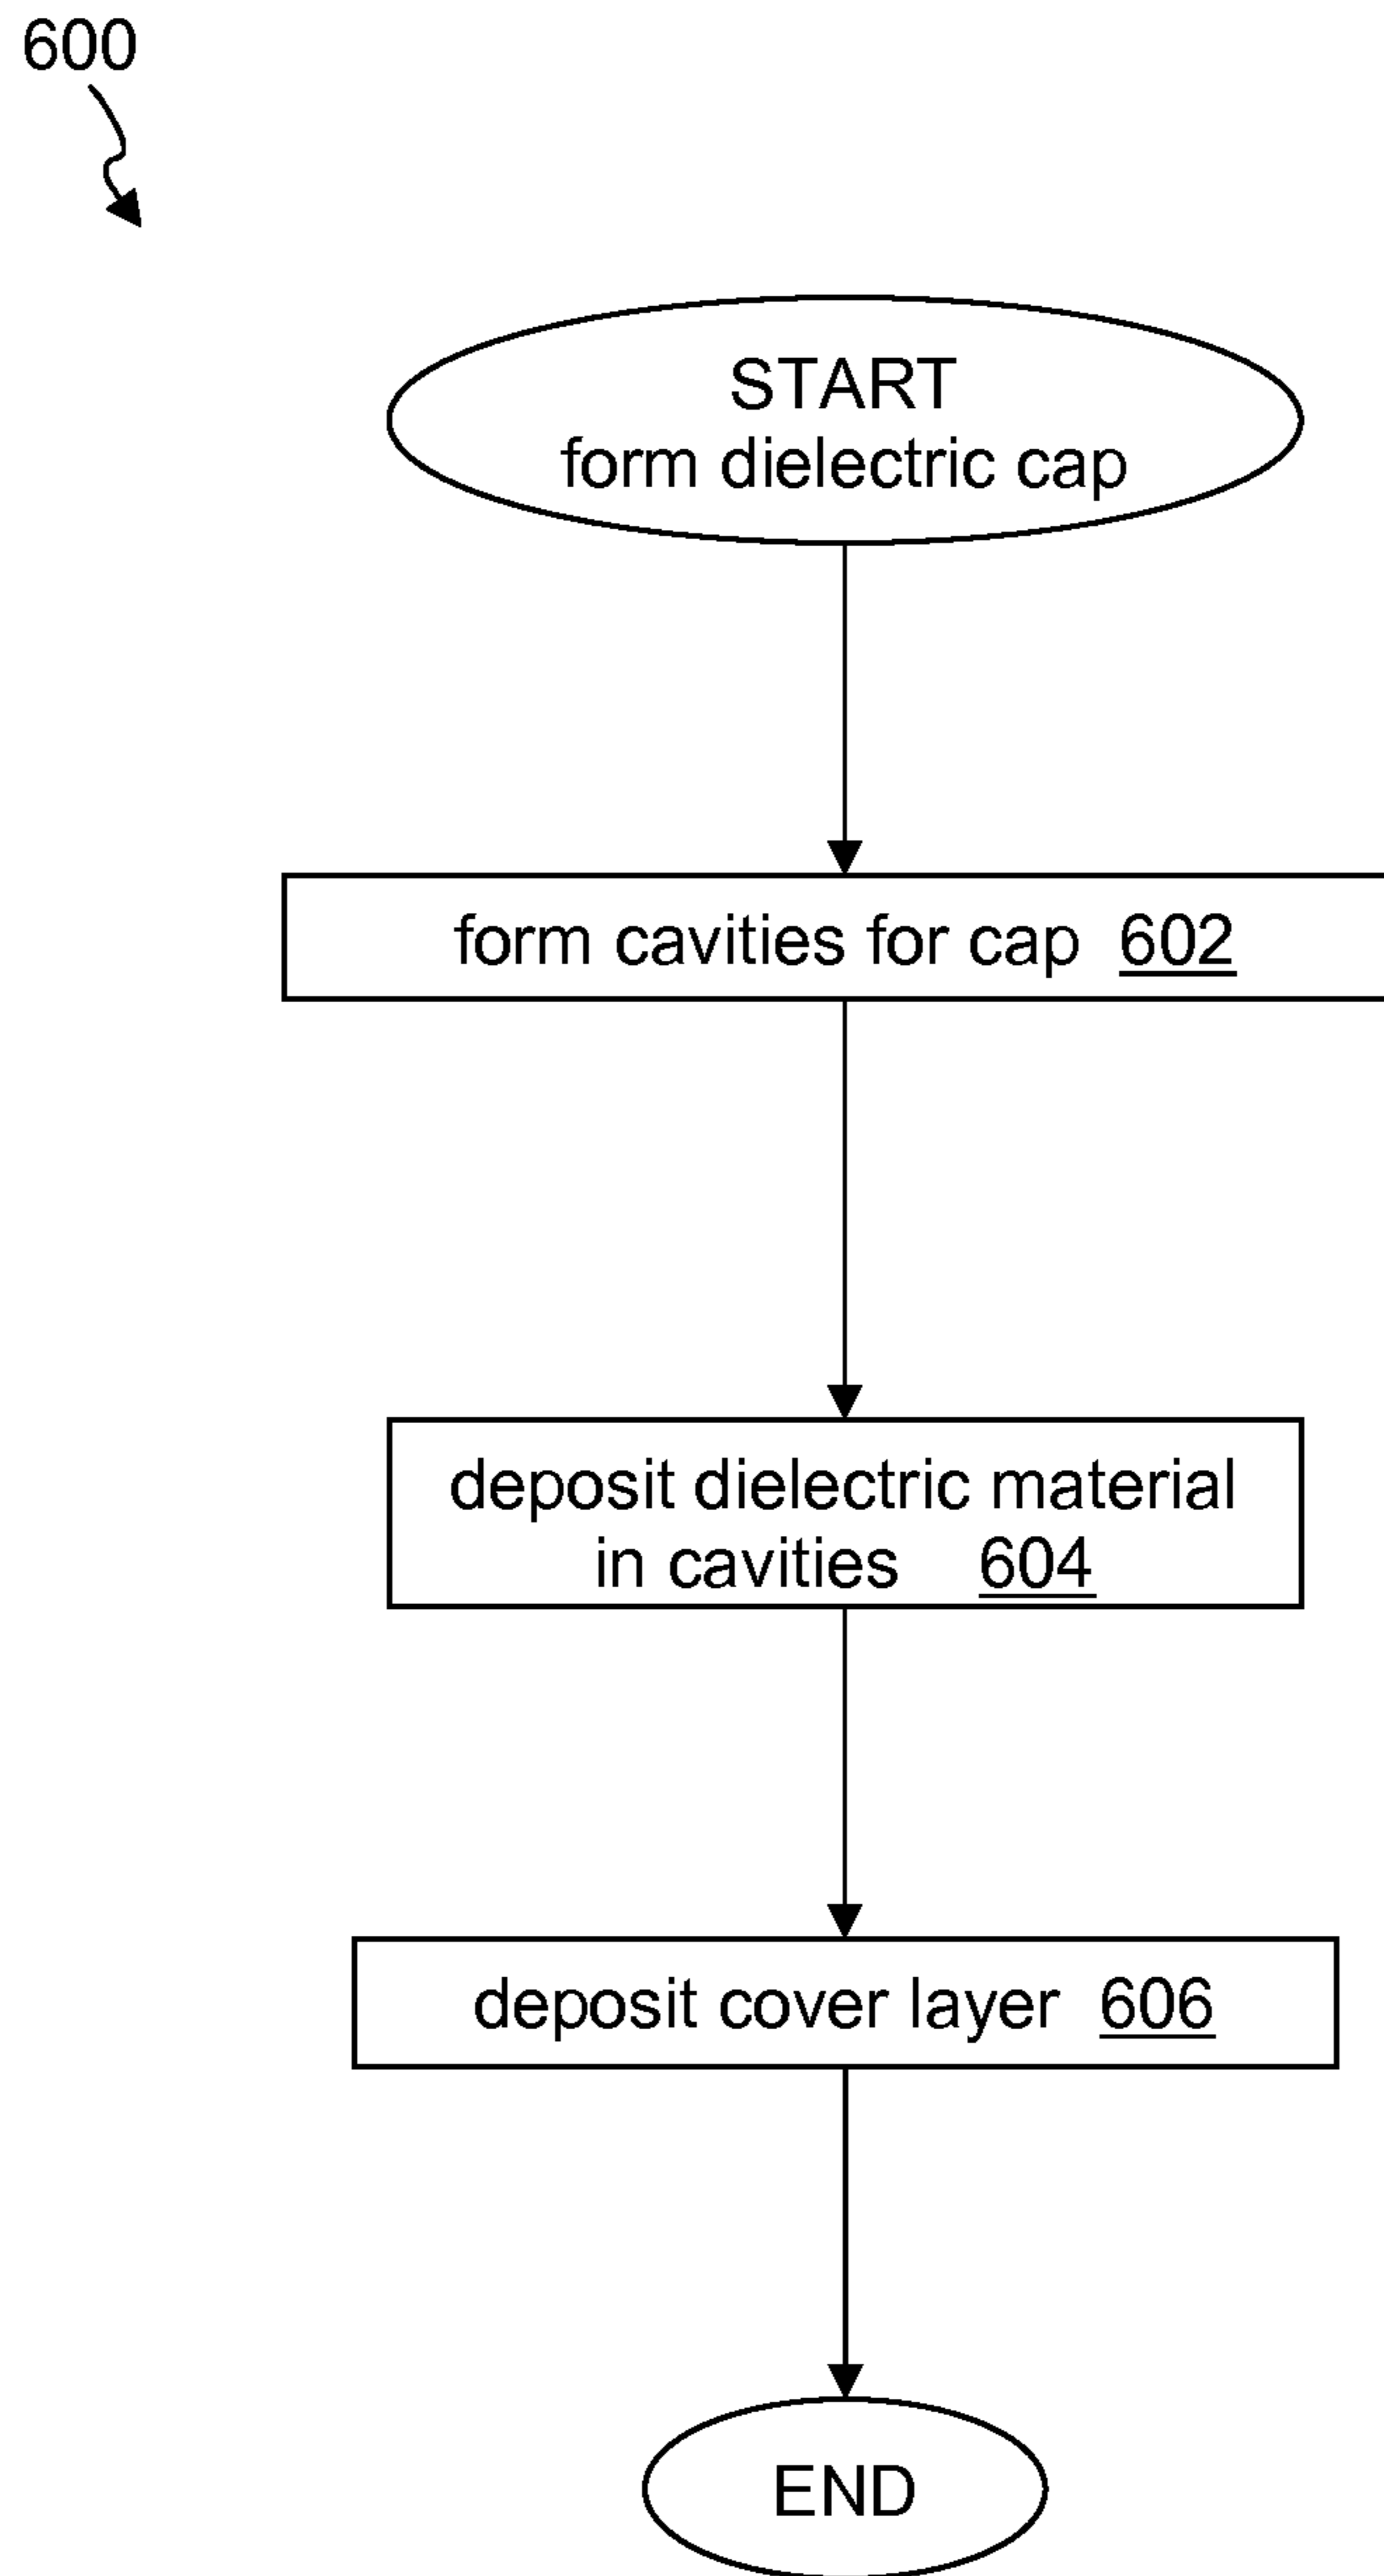 600
START
form dielectric cap
form cavities for cap 602
deposit dielectric material
in cavities 604
deposit cover layer 606
END